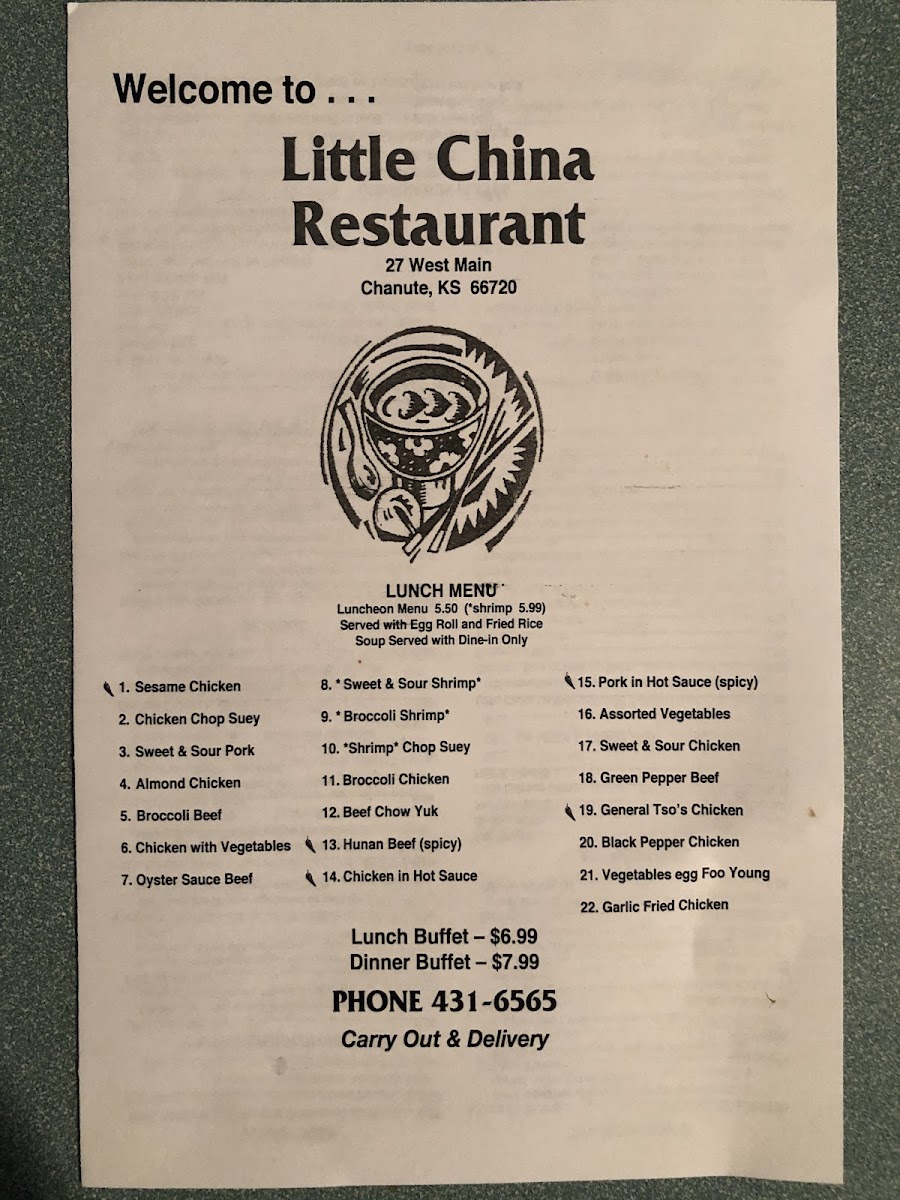 Welcome to . . .
Little China
Restaurant
27 West Main
Chanute, KS 66720
LUNCH MENU
Luncheon Menu 5.50 (*shrimp 5.99)
Served with Egg Roll and Fried Rice
Soup Served with Dine-in Only
1. Sesame Chicken
2. Chicken Chop Suey
3. Sweet & Sour Pork
4. Almond Chicken
5. Broccoli Beef
6. Chicken with Vegetables
7. Oyster Sauce Beef
8. * Sweet & Sour Shrimp*
9. * Broccoli Shrimp*
10. *Shrimp* Chop Suey
11. Broccoli Chicken
12. Beef Chow Yuk
13. Hunan Beef (spicy)
14. Chicken in Hot Sauce
15. Pork in Hot Sauce (spicy)
16. Assorted Vegetables
17. Sweet & Sour Chicken
18. Green Pepper Beef
19. General Tso's Chicken
20. Black Pepper Chicken
21. Vegetables egg Foo Young
22. Garlic Fried Chicken
Lunch Buffet – $6.99
Dinner Buffet – $7.99
PHONE 431-6565
Carry Out & Delivery